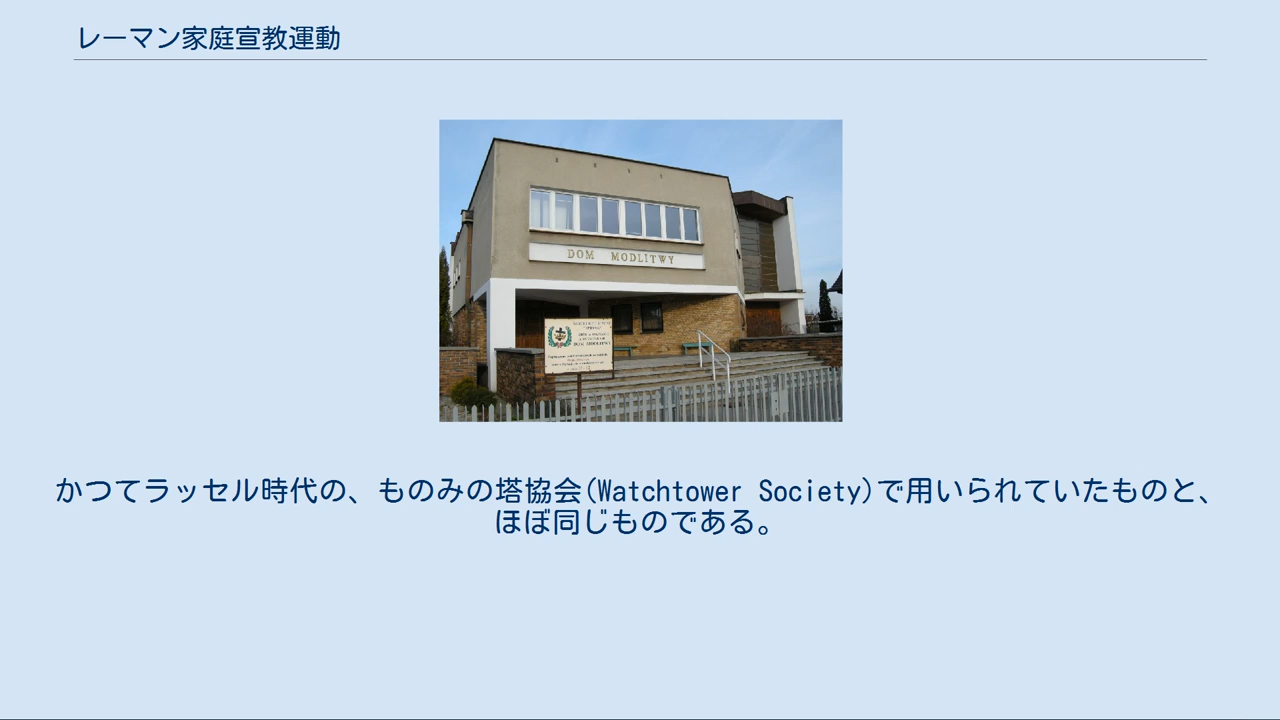 レーマン家庭宣教運動
DOM MODLITWY
DOM MODLITWY
かつてラッセル時代の、ものみの塔協会(Watchtower Society)で用いられていたものと、
ほぼ同じものである。